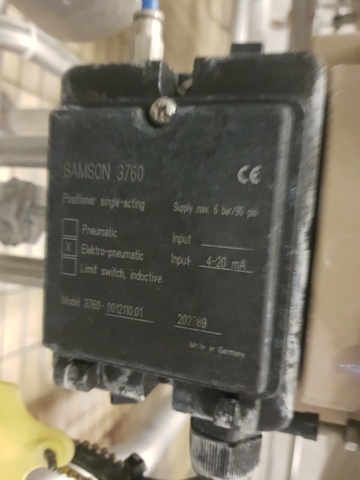 SAMSON 3760
CE
Positioner single-acting Supply max. 6 bar/90 psi
Pneumatic Input
X Elektro-pneumatic Input 4-20 mA
Limit switch, inductive
Model 3760- 0012110.01 202789
Made in Germany